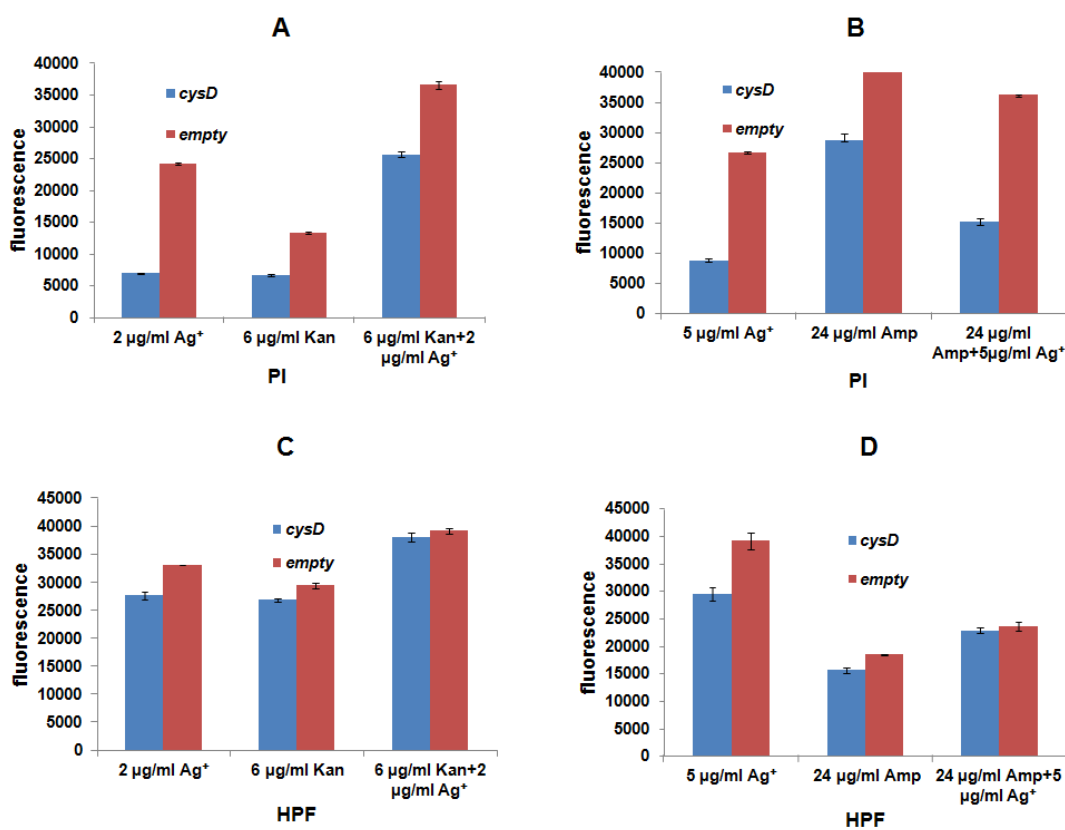 A
fluorescence
40000
35000
30000
25000
20000
15000
10000
5000
0
cysD
empty
2 µg/ml Ag⁺
6 µg/ml Kan
6 µg/ml Kan+2
µg/ml Ag⁺
PI
B
fluorescence
40000
35000
30000
25000
20000
15000
10000
5000
0
cysD
empty
5 µg/ml Ag⁺
24 µg/ml Amp
24 µg/ml
Amp+5µg/ml Ag⁺
PI
C
fluorescence
45000
40000
35000
30000
25000
20000
15000
10000
5000
0
cysD
empty
2 µg/ml Ag⁺
6 µg/ml Kan
6 µg/ml Kan+2
µg/ml Ag⁺
HPF
D
fluorescence
45000
40000
35000
30000
25000
20000
15000
10000
5000
0
cysD
empty
5 µg/ml Ag⁺
24 µg/ml Amp
24 µg/ml Amp+5
µg/ml Ag⁺
HPF